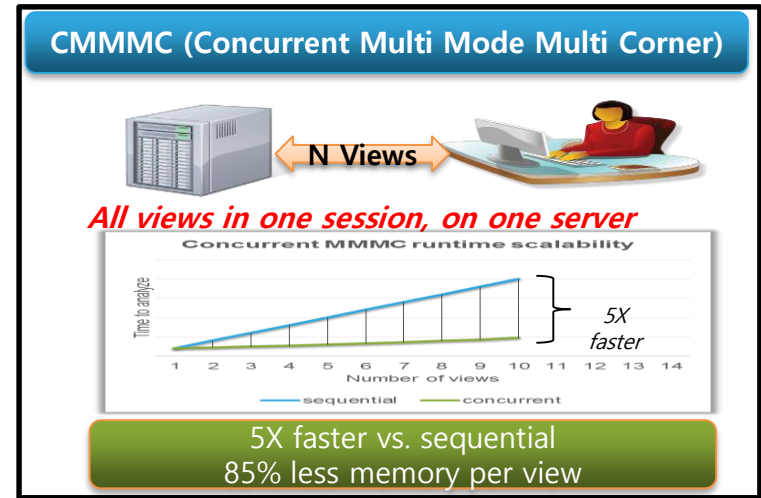 CMMMC (Concurrent Multi Mode Multi Corner)
N Views
All views in one session, on one server
Concurrent MMMC runtime scalability
Time to analyze
5X
faster
1 2 3 4 5 6 7 8 9 10 11 12 13 14
Number of views
sequential concurrent
5X faster vs. sequential
85% less memory per view